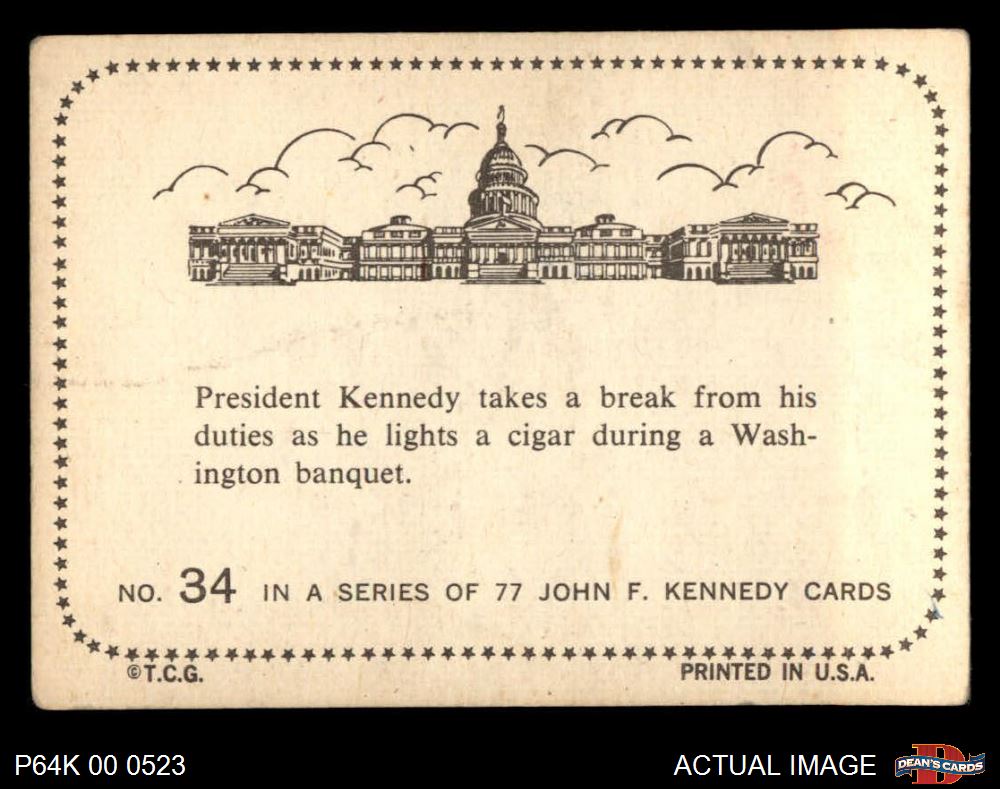 President Kennedy takes a break from his
duties as he lights a cigar during a Wash-
ington banquet.
NO. 34 IN A SERIES OF 77 JOHN F. KENNEDY CARDS
©T.C.G. PRINTED IN U.S.A.
P64K 00 0523 ACTUAL IMAGE D DEAN'S CARDS